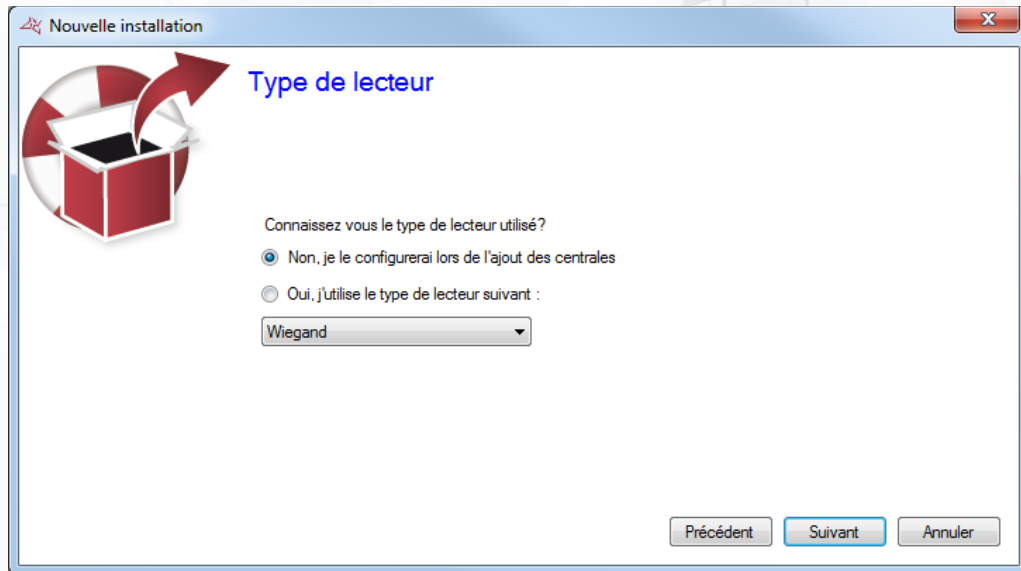 Nouvelle installation
Type de lecteur
Connaissez vous le type de lecteur utilisé?
Non, je le configurerai lors de l'ajout des centrales
Oui, j'utilise le type de lecteur suivant :
Wiegand
Précédent Suivant Annuler